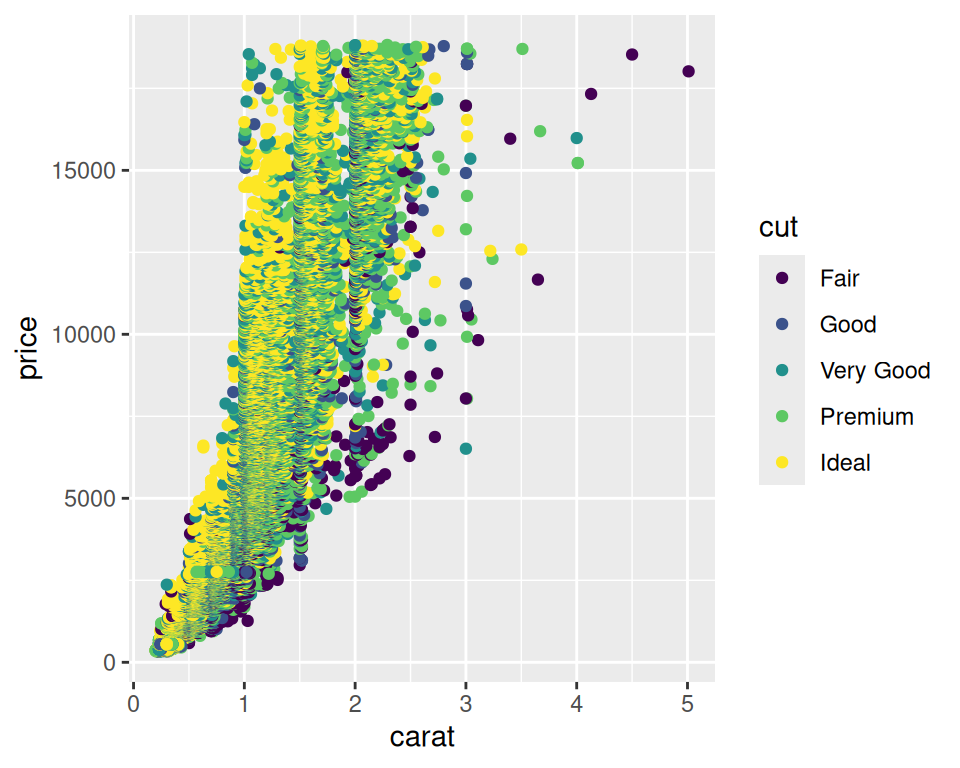 15000
10000
5000
0
price
0 1 2 3 4 5
carat
cut
Fair
Good
Very Good
Premium
Ideal